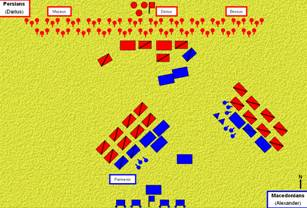 Persians
(Darius)
Mazaeus
Darius
Bessus
Parmenio
N
Macedonians
(Alexander)